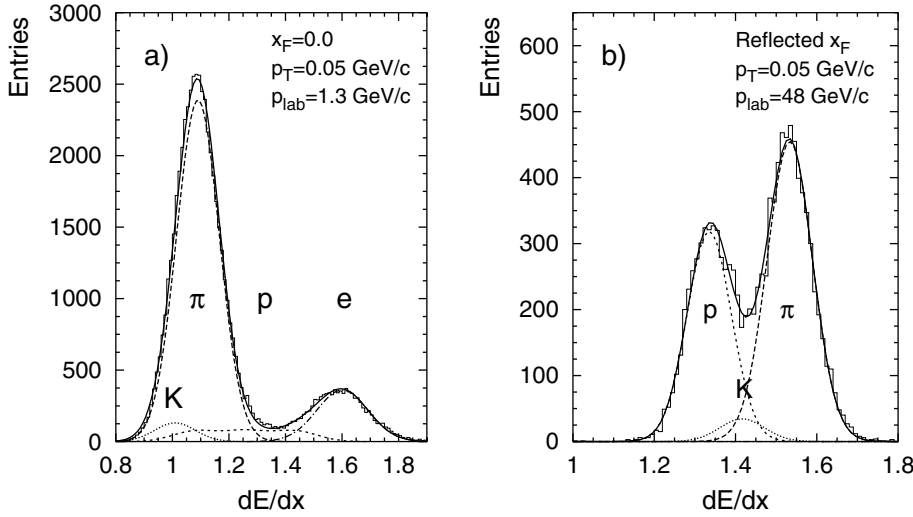 a)
x_F=0.0
p_T=0.05 GeV/c
p_lab=1.3 GeV/c
Entries
3000
2500
2000
1500
1000
500
0
π
p
e
K
0.8
1
1.2
1.4
1.6
1.8
dE/dx
b)
Reflected x_F
p_T=0.05 GeV/c
p_lab=48 GeV/c
Entries
600
500
400
300
200
100
0
p
π
K
1
1.2
1.4
1.6
1.8
dE/dx